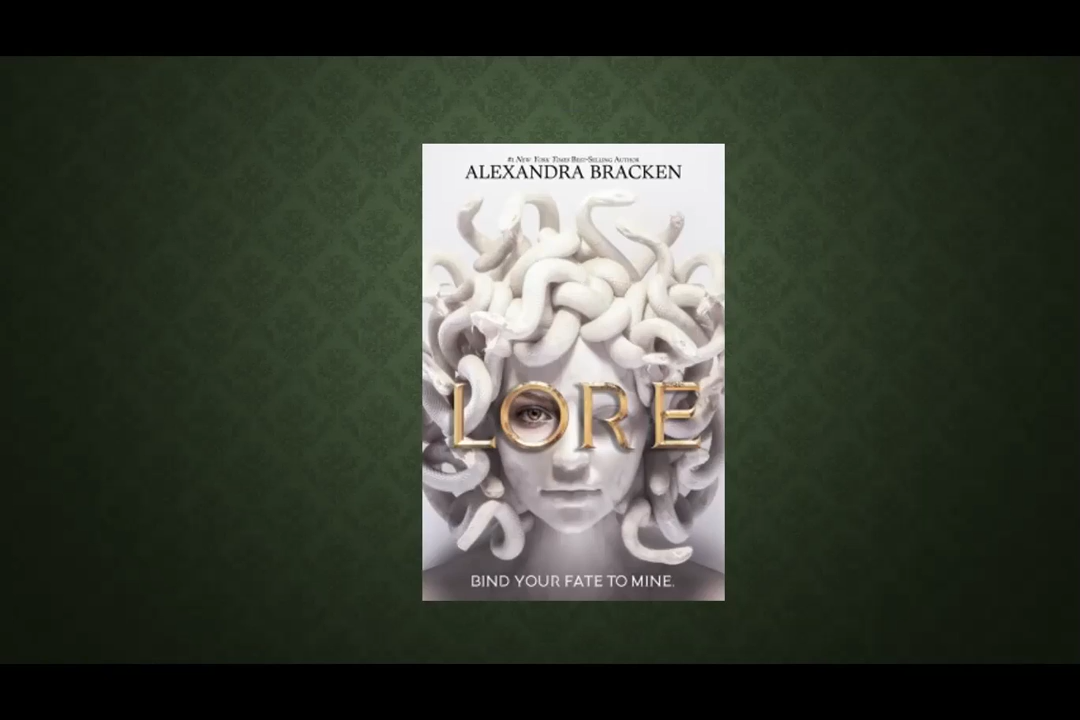 #1 New York Times Best-Selling Author
ALEXANDRA BRACKEN
LORE
BIND YOUR FATE TO MINE.